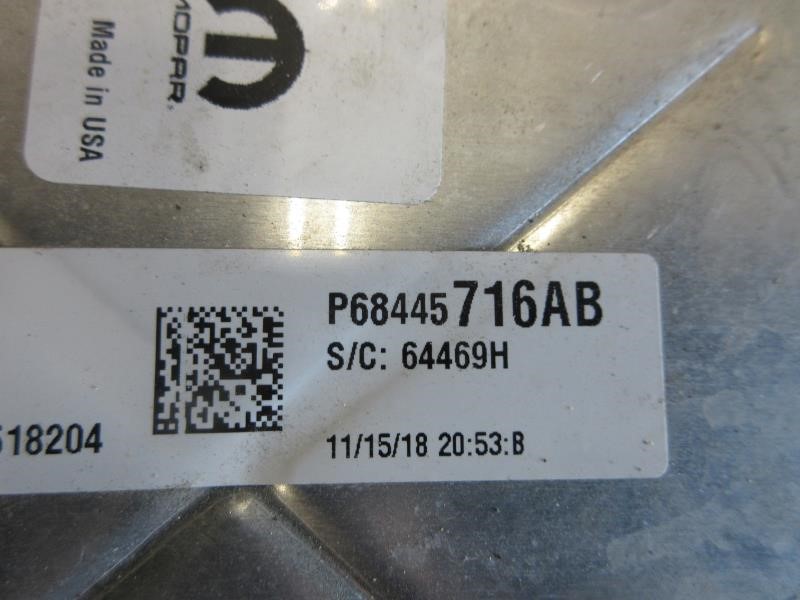 MOPAR
Made in USA
P68445716AB
S/C: 64469H
518204
11/15/18 20:53:B